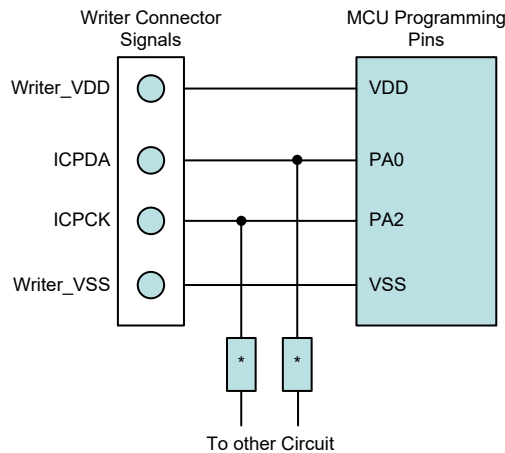 Writer Connector
Signals
MCU Programming
Pins
Writer_VDD
VDD
ICPDA
PA0
ICPCK
PA2
Writer_VSS
VSS
* *
To other Circuit